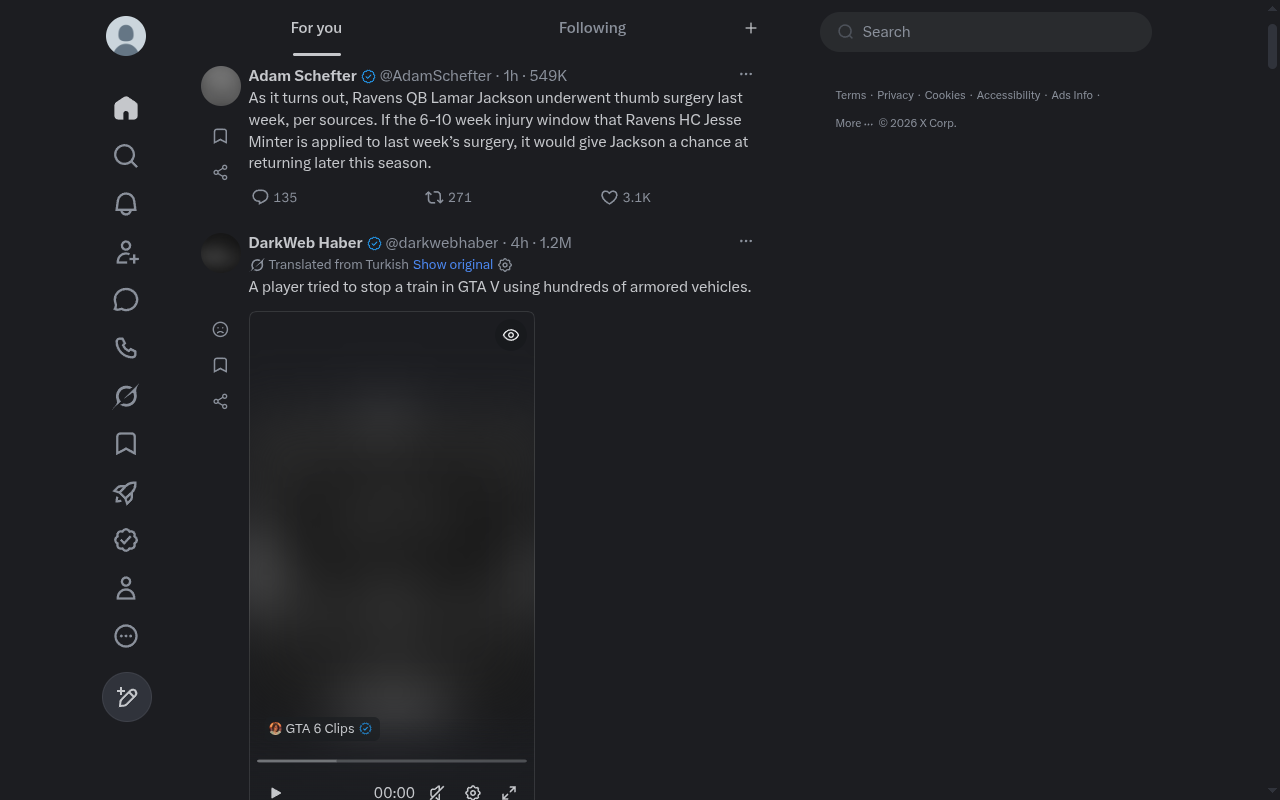 For you
Following
Search
Adam Schefter @AdamSchefter · 1h · 549K
As it turns out, Ravens QB Lamar Jackson underwent thumb surgery last
week, per sources. If the 6-10 week injury window that Ravens HC Jesse
Minter is applied to last week’s surgery, it would give Jackson a chance at
returning later this season.
135
271
3.1K
Terms · Privacy · Cookies · Accessibility · Ads Info ·
More ··· © 2026 X Corp.
DarkWeb Haber @darkwebhaber · 4h · 1.2M
Translated from Turkish Show original
A player tried to stop a train in GTA V using hundreds of armored vehicles.
GTA 6 Clips
00:00